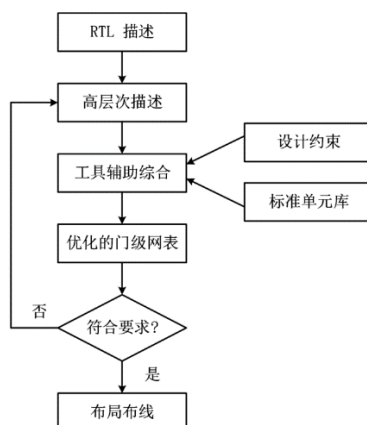 RTL 描述
高层次描述
设计约束
工具辅助综合
标准单元库
优化的门级网表
否
符合要求?
是
布局布线